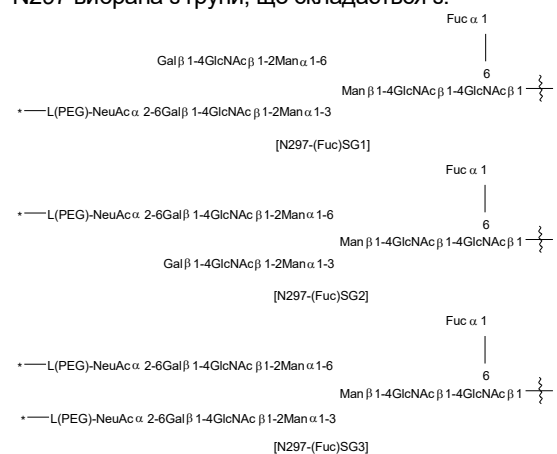 N297 вибрана з групи, що складається з:
Fuc α 1
Gal β 1-4GlcNAc β 1-2Man α 1-6
6
Man β 1-4GlcNAc β 1-4GlcNAc β 1
*—L(PEG)-NeuAc α 2-6Gal β 1-4GlcNAc β 1-2Man α 1-3
[N297-(Fuc)SG1]
Fuc α 1
*—L(PEG)-NeuAc α 2-6Gal β 1-4GlcNAc β 1-2Man α 1-6
6
Man β 1-4GlcNAc β 1-4GlcNAc β 1
Gal β 1-4GlcNAc β 1-2Man α 1-3
[N297-(Fuc)SG2]
Fuc α 1
*—L(PEG)-NeuAc α 2-6Gal β 1-4GlcNAc β 1-2Man α 1-6
6
Man β 1-4GlcNAc β 1-4GlcNAc β 1
*—L(PEG)-NeuAc α 2-6Gal β 1-4GlcNAc β 1-2Man α 1-3
[N297-(Fuc)SG3]